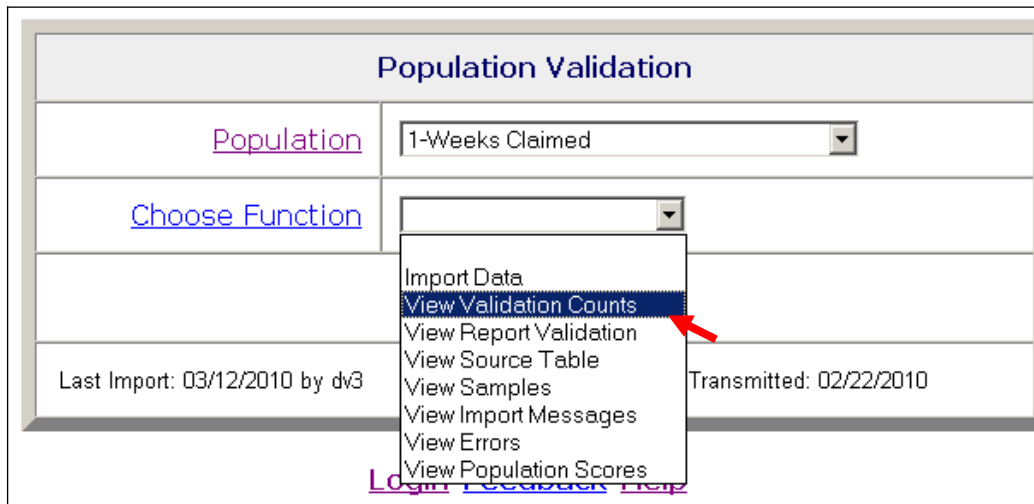 Population Validation
Population 1-Weeks Claimed
Choose Function
Import Data
View Validation Counts
View Report Validation
View Source Table
View Samples
View Import Messages
View Errors
View Population Scores
Last Import: 03/12/2010 by dv3 Transmitted: 02/22/2010
Login Feedback Help